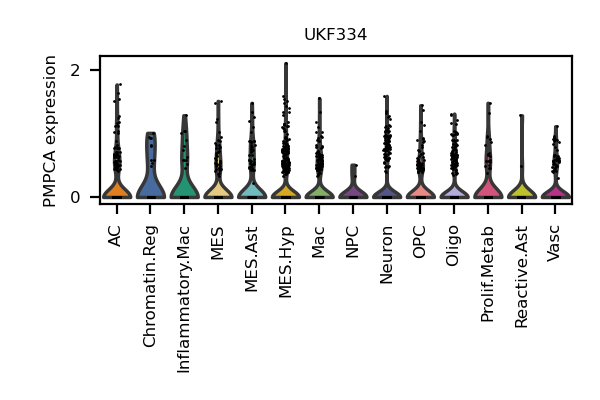 UKF334
PMPCA expression
2
0
AC
Chromatin.Reg
Inflammatory.Mac
MES
MES.Ast
MES.Hyp
Mac
NPC
Neuron
OPC
Oligo
Prolif.Metab
Reactive.Ast
Vasc